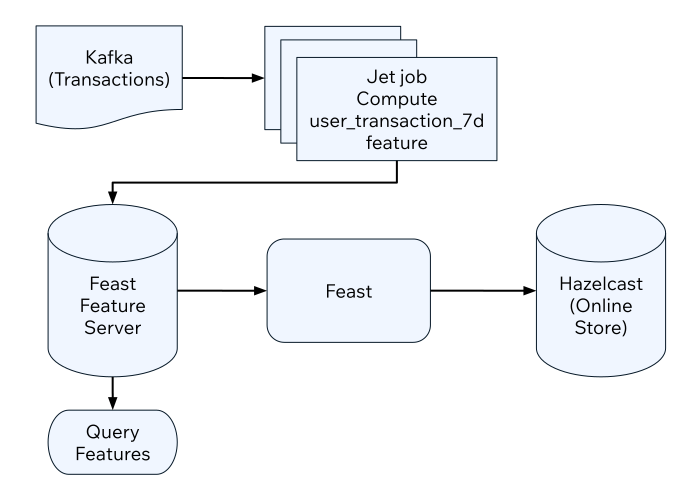 Kafka
(Transactions)
Jet job
Compute
user_transaction_7d
feature
Feast
Feature
Server
Feast
Hazelcast
(Online
Store)
Query
Features